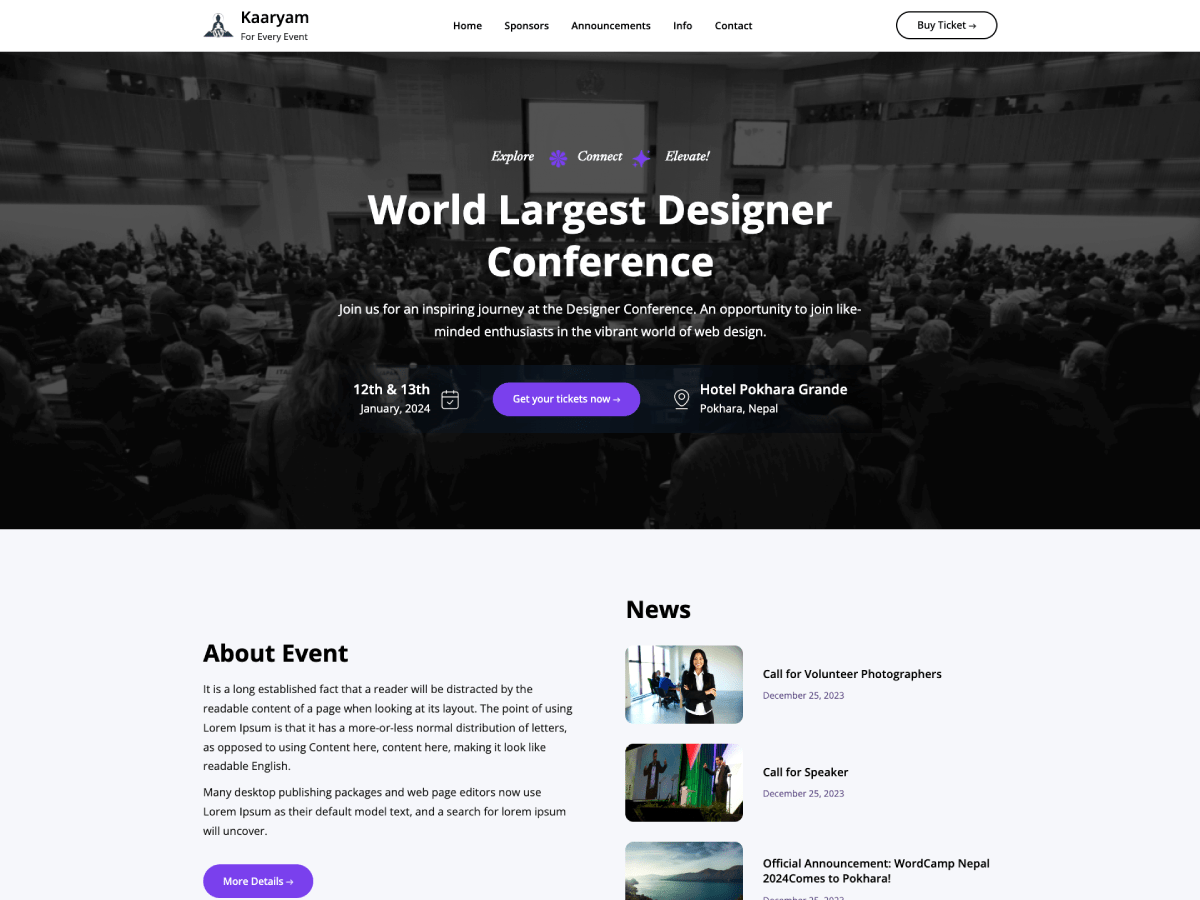 Kaaryam
For Every Event
Home
Sponsors
Announcements
Info
Contact
Buy Ticket →
Explore
Connect
Elevate!
World Largest Designer
Conference
Join us for an inspiring journey at the Designer Conference. An opportunity to join like-
minded enthusiasts in the vibrant world of web design.
12th & 13th
January, 2024
Get your tickets now →
Hotel Pokhara Grande
Pokhara, Nepal
About Event
It is a long established fact that a reader will be distracted by the
readable content of a page when looking at its layout. The point of using
Lorem Ipsum is that it has a more-or-less normal distribution of letters,
as opposed to using Content here, content here, making it look like
readable English.
Many desktop publishing packages and web page editors now use
Lorem Ipsum as their default model text, and a search for lorem ipsum
will uncover.
More Details →
News
Call for Volunteer Photographers
December 25, 2023
Call for Speaker
December 25, 2023
Official Announcement: WordCamp Nepal
2024Comes to Pokhara!
December 25, 2023